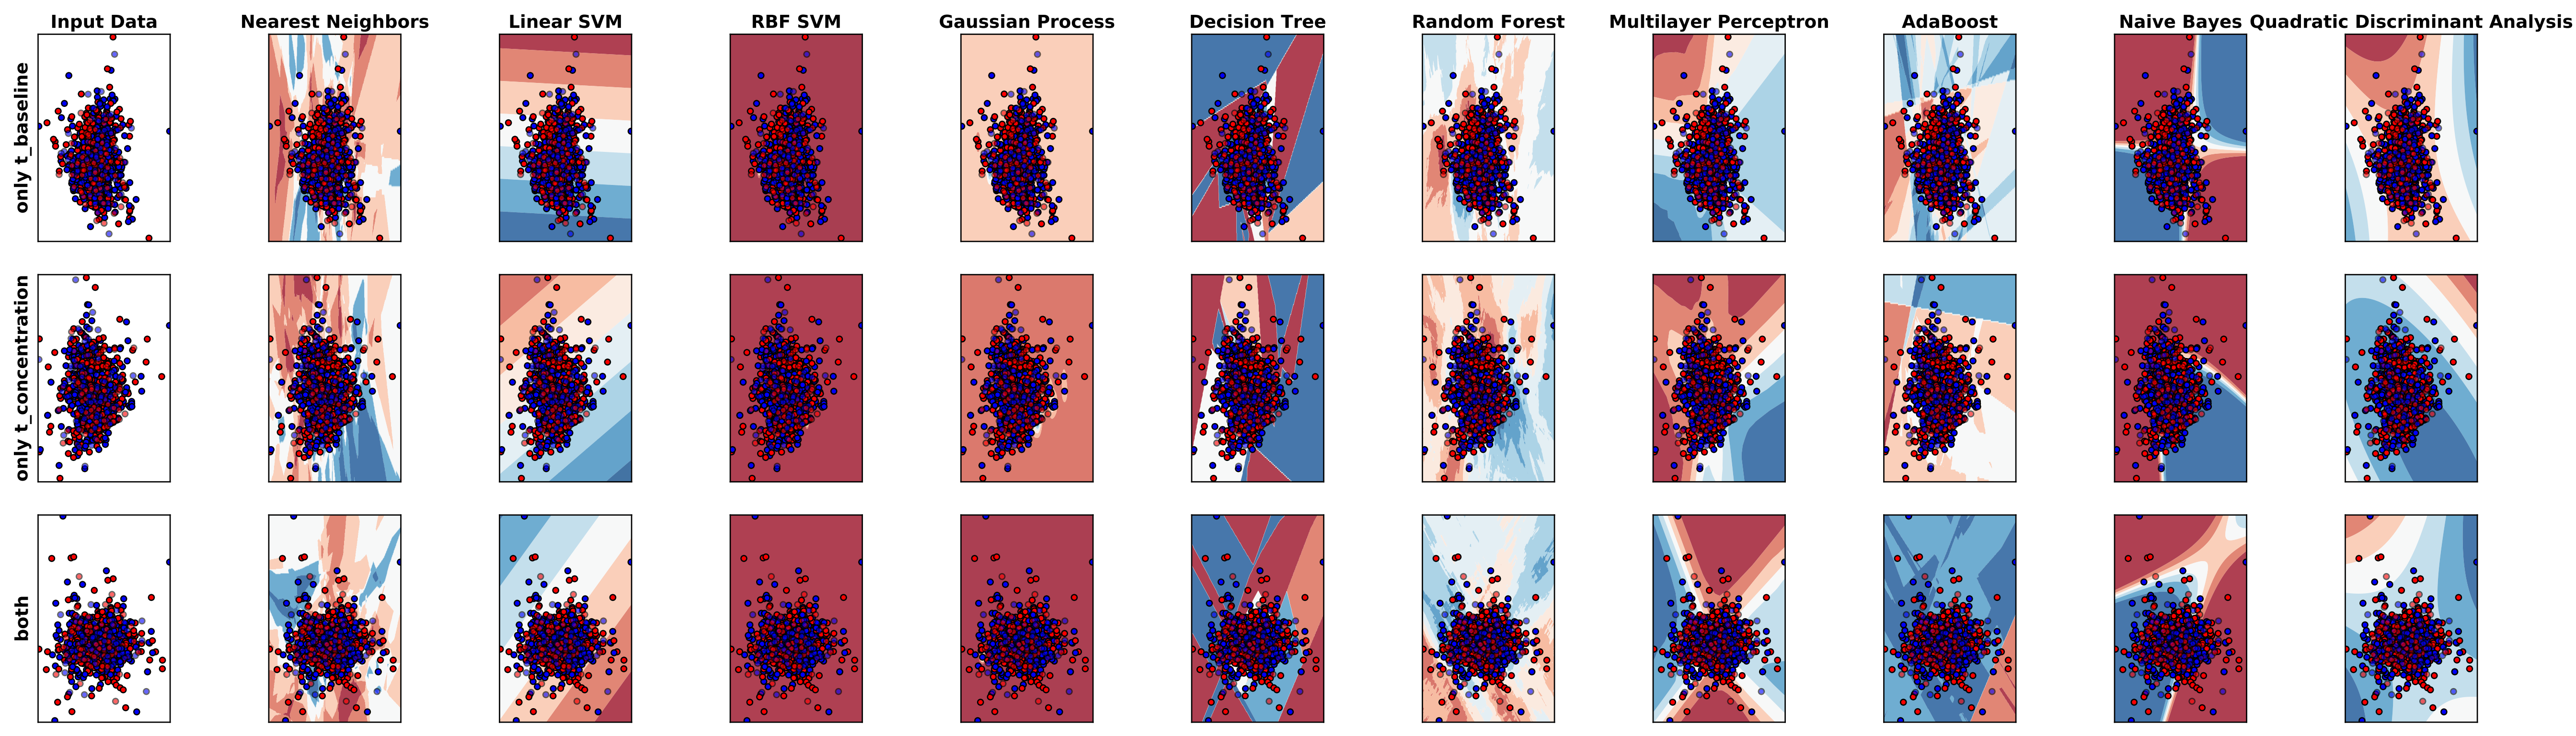 Input Data
Nearest Neighbors
Linear SVM
RBF SVM
Gaussian Process
Decision Tree
Random Forest
Multilayer Perceptron
AdaBoost
Naive Bayes
Quadratic Discriminant Analysis
only t_baseline
only t_concentration
both